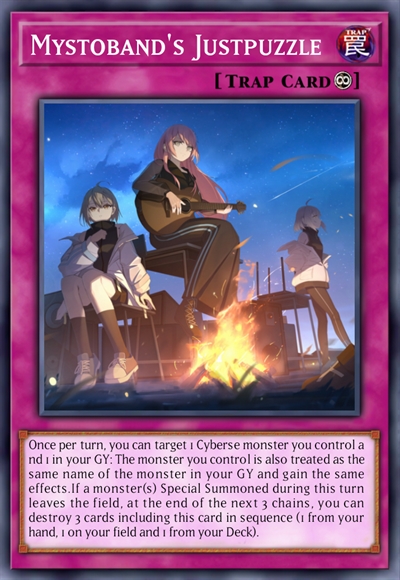 Mystoband's Justpuzzle
TRAP
罠
[Trap Card∞]
Once per turn, you can target 1 Cyberse monster you control a
nd 1 in your GY: The monster you control is also treated as the
same name of the monster in your GY and gain the same
effects.If a monster(s) Special Summoned during this turn
leaves the field, at the end of the next 3 chains, you can
destroy 3 cards including this card in sequence (1 from your
hand, 1 on your field and 1 from your Deck).